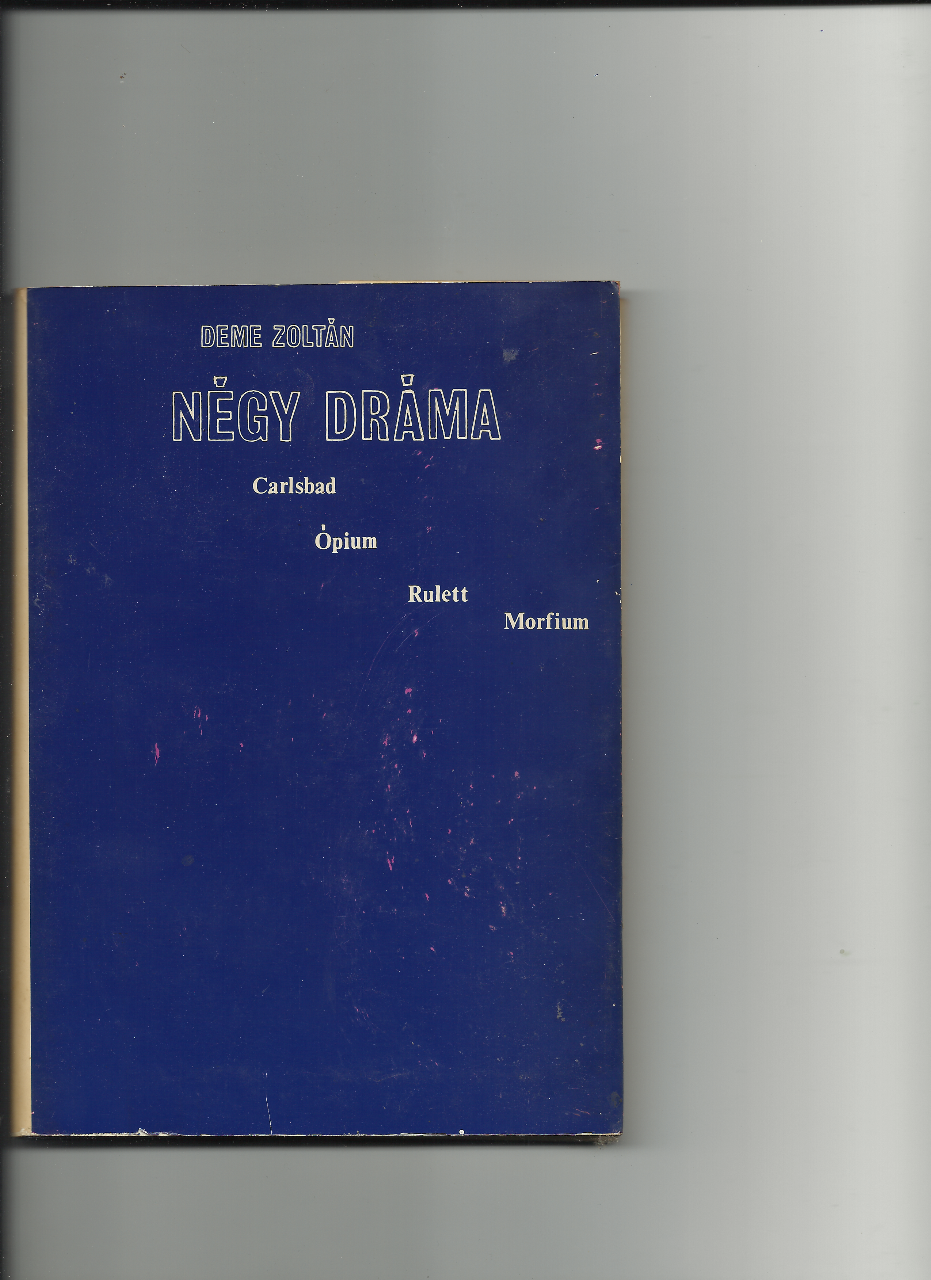 DEME ZOLTÁN
NÉGY DRÁMA
Carlsbad
Ópium
Rulett
Morfium